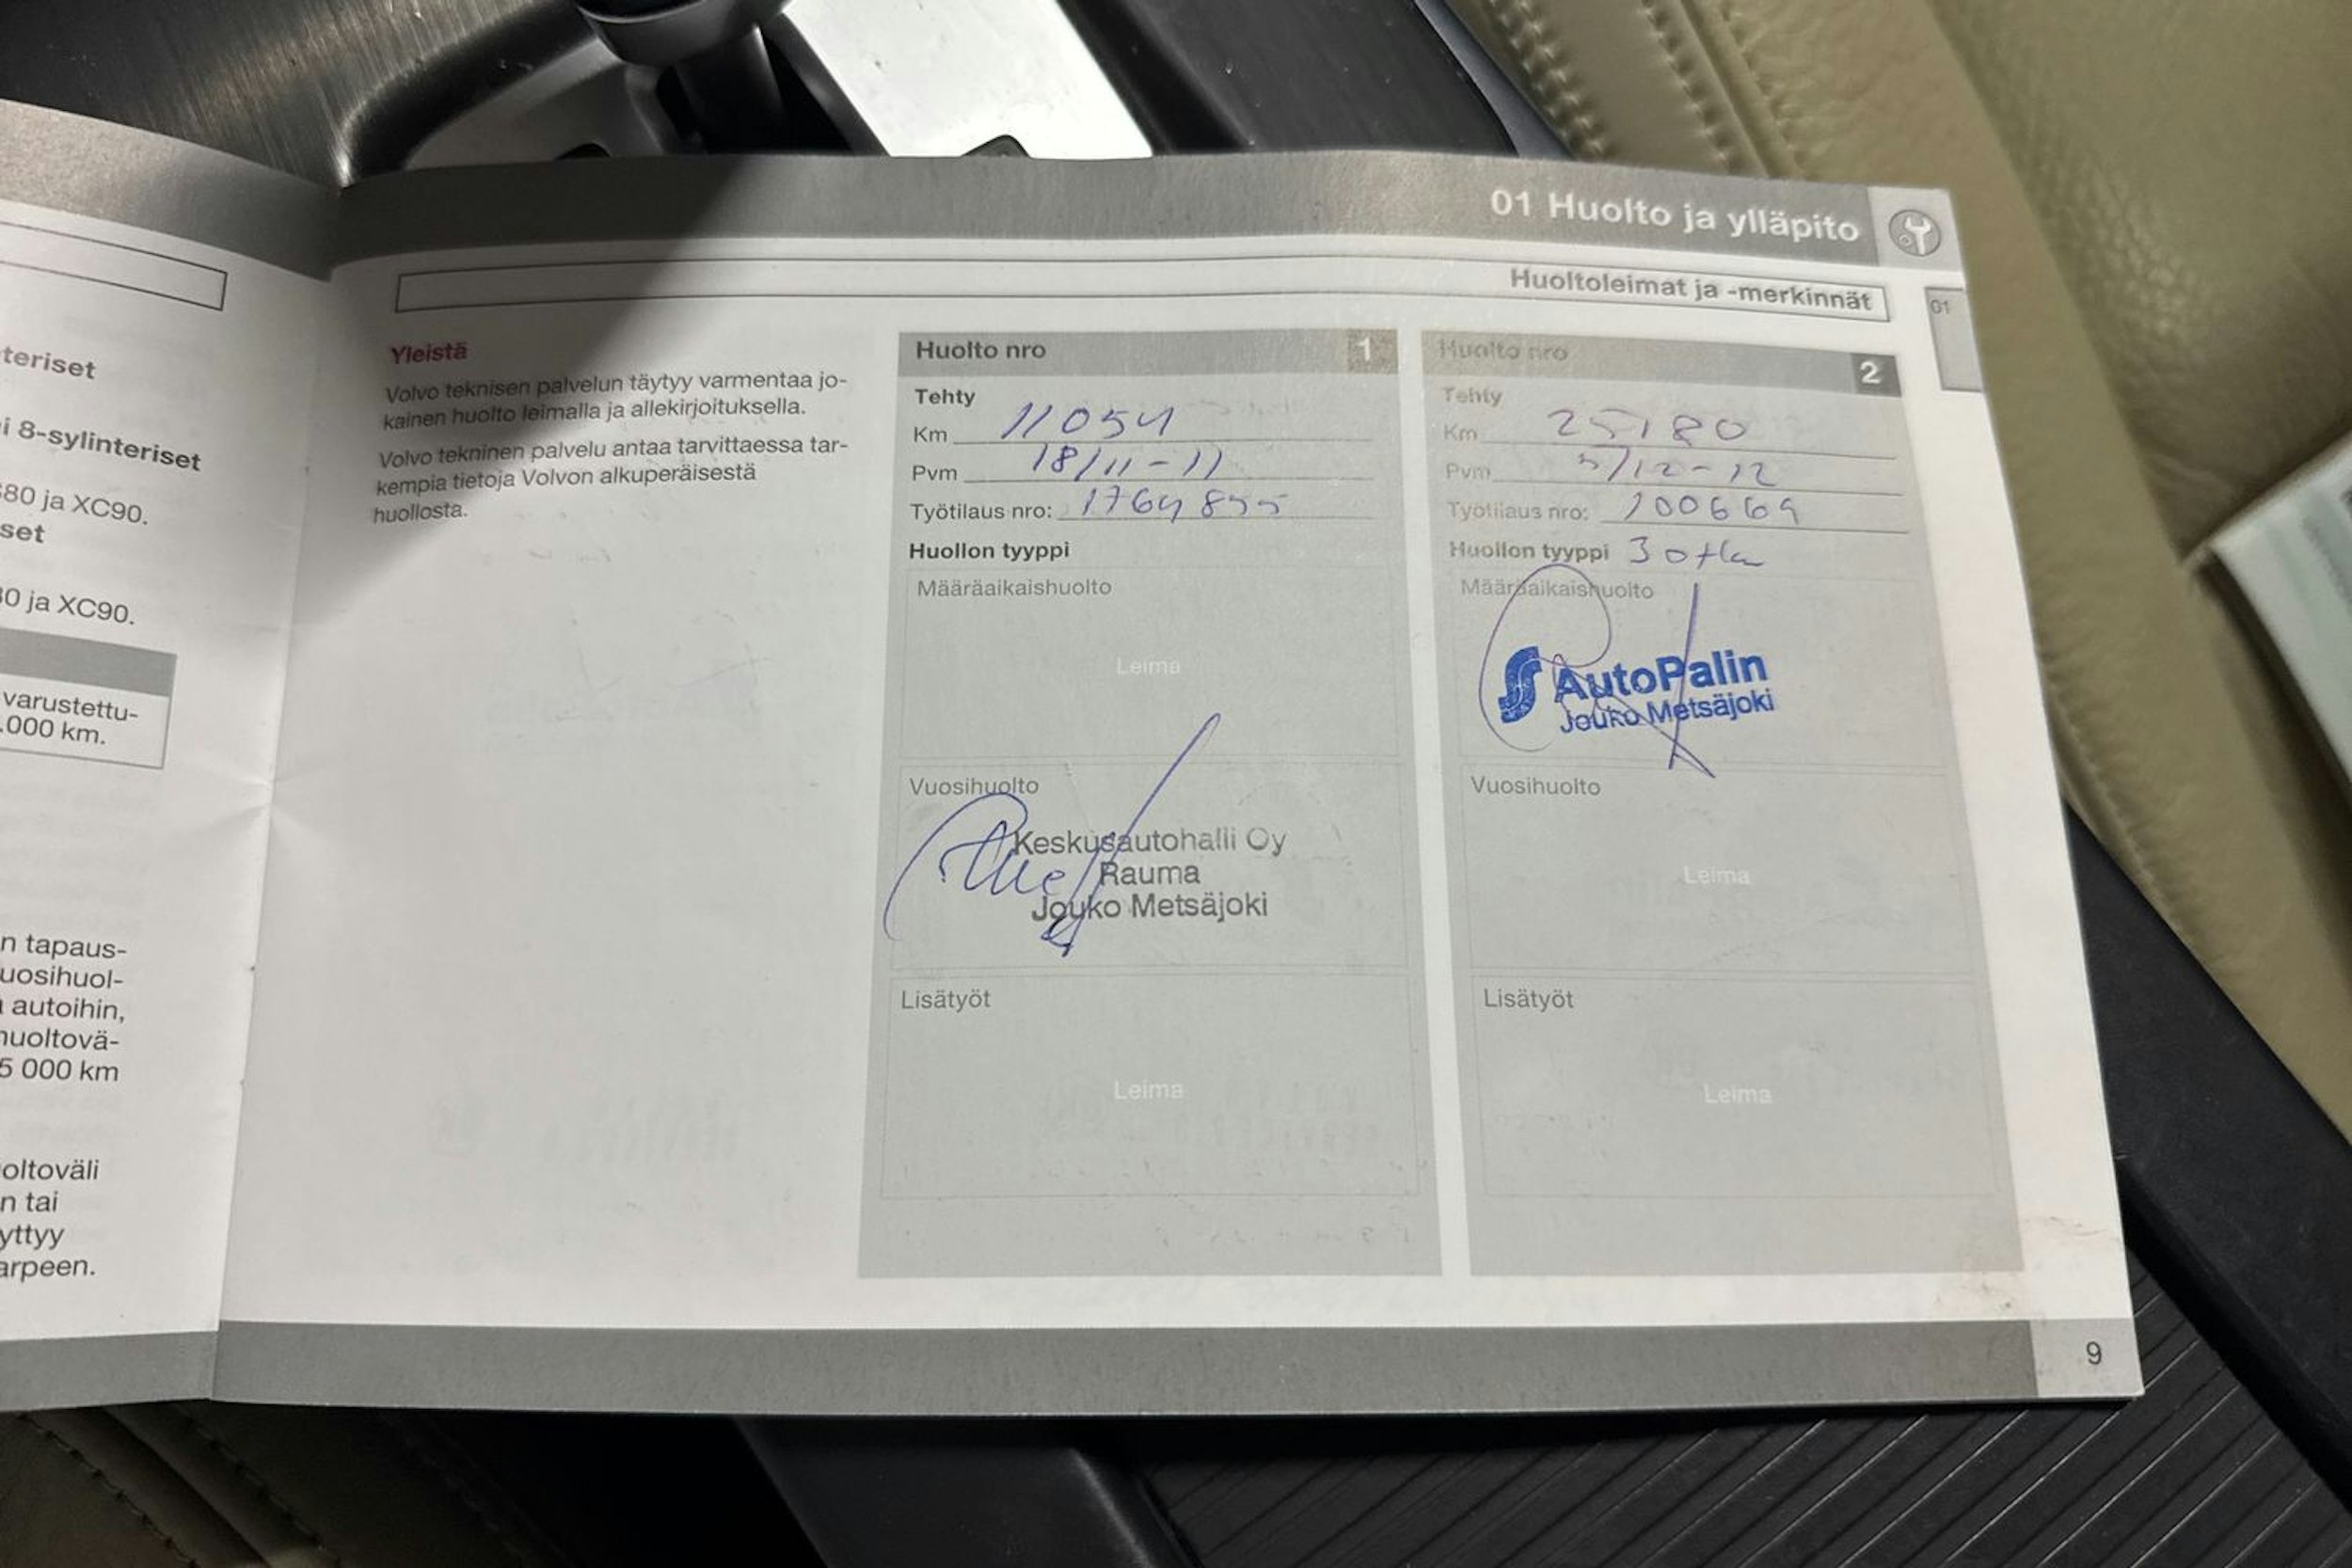 teriset
i 8-sylinteriset
80 ja XC90.
set
80 ja XC90.
varustettu-
.000 km.
n tapaus-
uosihuol-
autoihin,
huoltovä-
5 000 km
oltoväli
n tai
yttyy
arpeen.
01 Huolto ja ylläpito
Huoltoleimat ja -merkinnät
01
Yleistä
Volvo teknisen palvelun täytyy varmentaa jo-
kainen huolto leimalla ja allekirjoituksella.
Volvo tekninen palvelu antaa tarvittaessa tar-
kempia tietoja Volvon alkuperäisestä
huollosta.
Huolto nro 1
Tehty
Km 11054
Pvm 18/11-11
Työtilaus nro: 1764855
Huollon tyyppi
Määräaikaishuolto
Leima
Vuosihuolto
Keskusautohalli Oy
Rauma
Jouko Metsäjoki
Lisätyöt
Leima
Huolto nro 2
Tehty
Km 25180
Pvm 5/12-12
Työtilaus nro: 100669
Huollon tyyppi 30tkm
Määräaikaishuolto
AutoPalin
Jouko Metsäjoki
Vuosihuolto
Leima
Lisätyöt
Leima
9